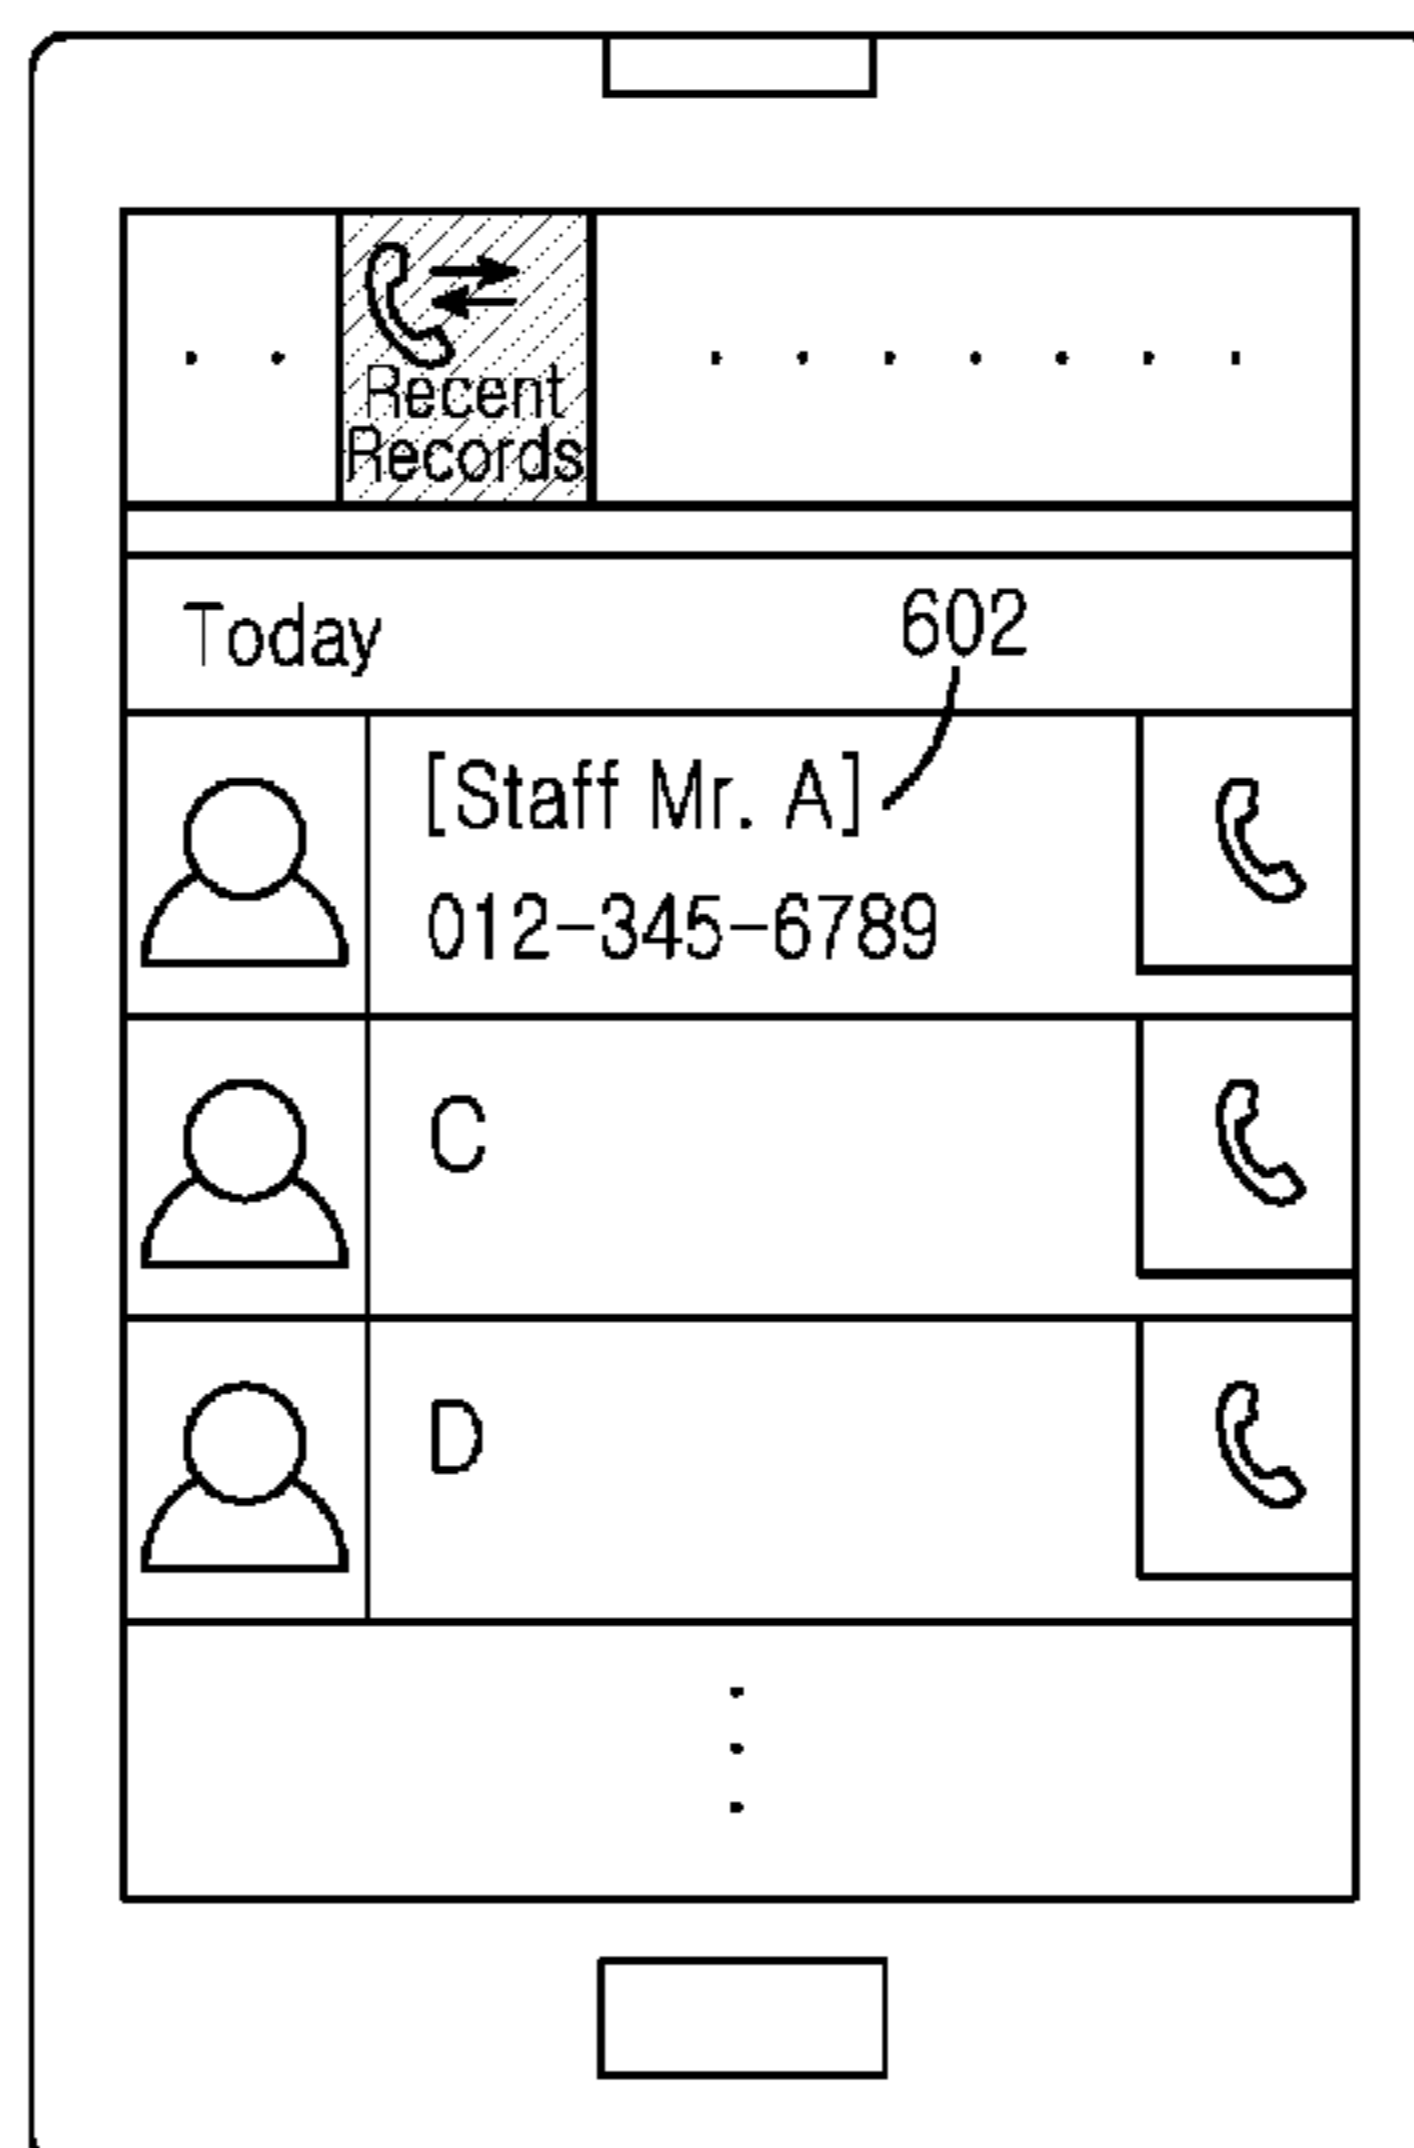 Recent
Records
Today
602
[Staff Mr. A]
012-345-6789
C
D